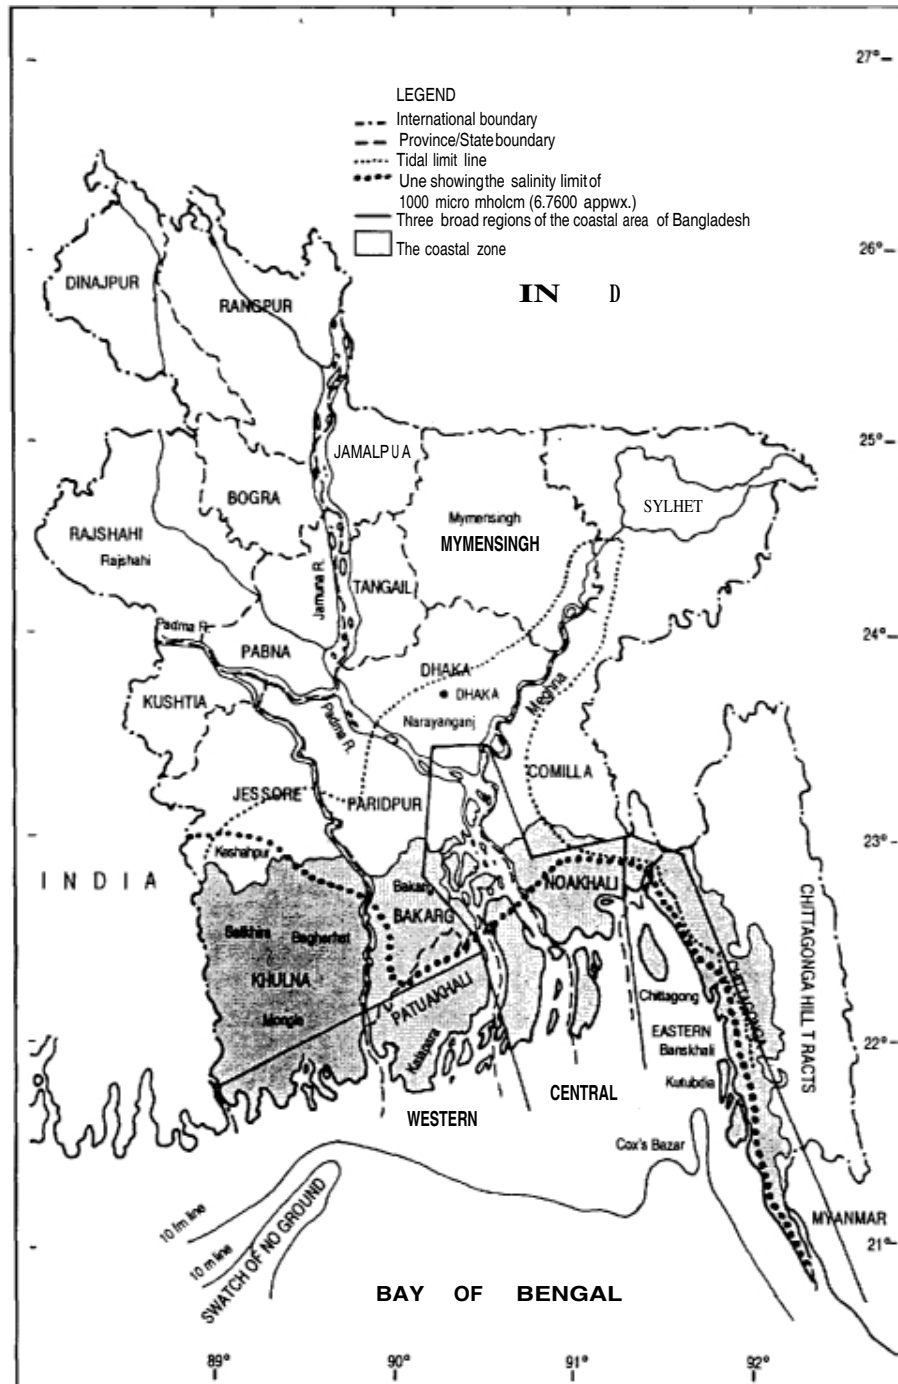 27°
LEGEND
International boundary
Province/State boundary
Tidal limit line
Une showing the salinity limit of
1000 micro mholcm (6.7600 appwx.)
Three broad regions of the coastal area of Bangladesh
The coastal zone
26°
IN D
DINAJPUR
RANGPUR
25°
JAMALPUA
BOGRA
SYLHET
Mymensingh
MYMENSINGH
RAJSHAHI
Rajshahi
Jamuna R.
TANGAIL
Padma R.
24°
PABNA
DHAKA
DHAKA
KUSHTIA
Meghna
Padma R.
Narayanganj
COMILLA
JESSORE
PARIDPUR
23°
Keshahpur
INDIA
Bakarg
NOAKHALI
BAKARG
Satkhira
Bagherhat
KHULNA
CHITTAGONG
CHITTAGONGA HILL TRACTS
PATUAKHALI
Chittagong
Mongla
EASTERN
22°
Kalapara
Banskhali
Kutubdia
CENTRAL
WESTERN
Cox's Bazar
MYANMAR
10 fm line
21°
10 m line
SWATCH OF NO GROUND
BAY OF BENGAL
89°
90°
91°
92°